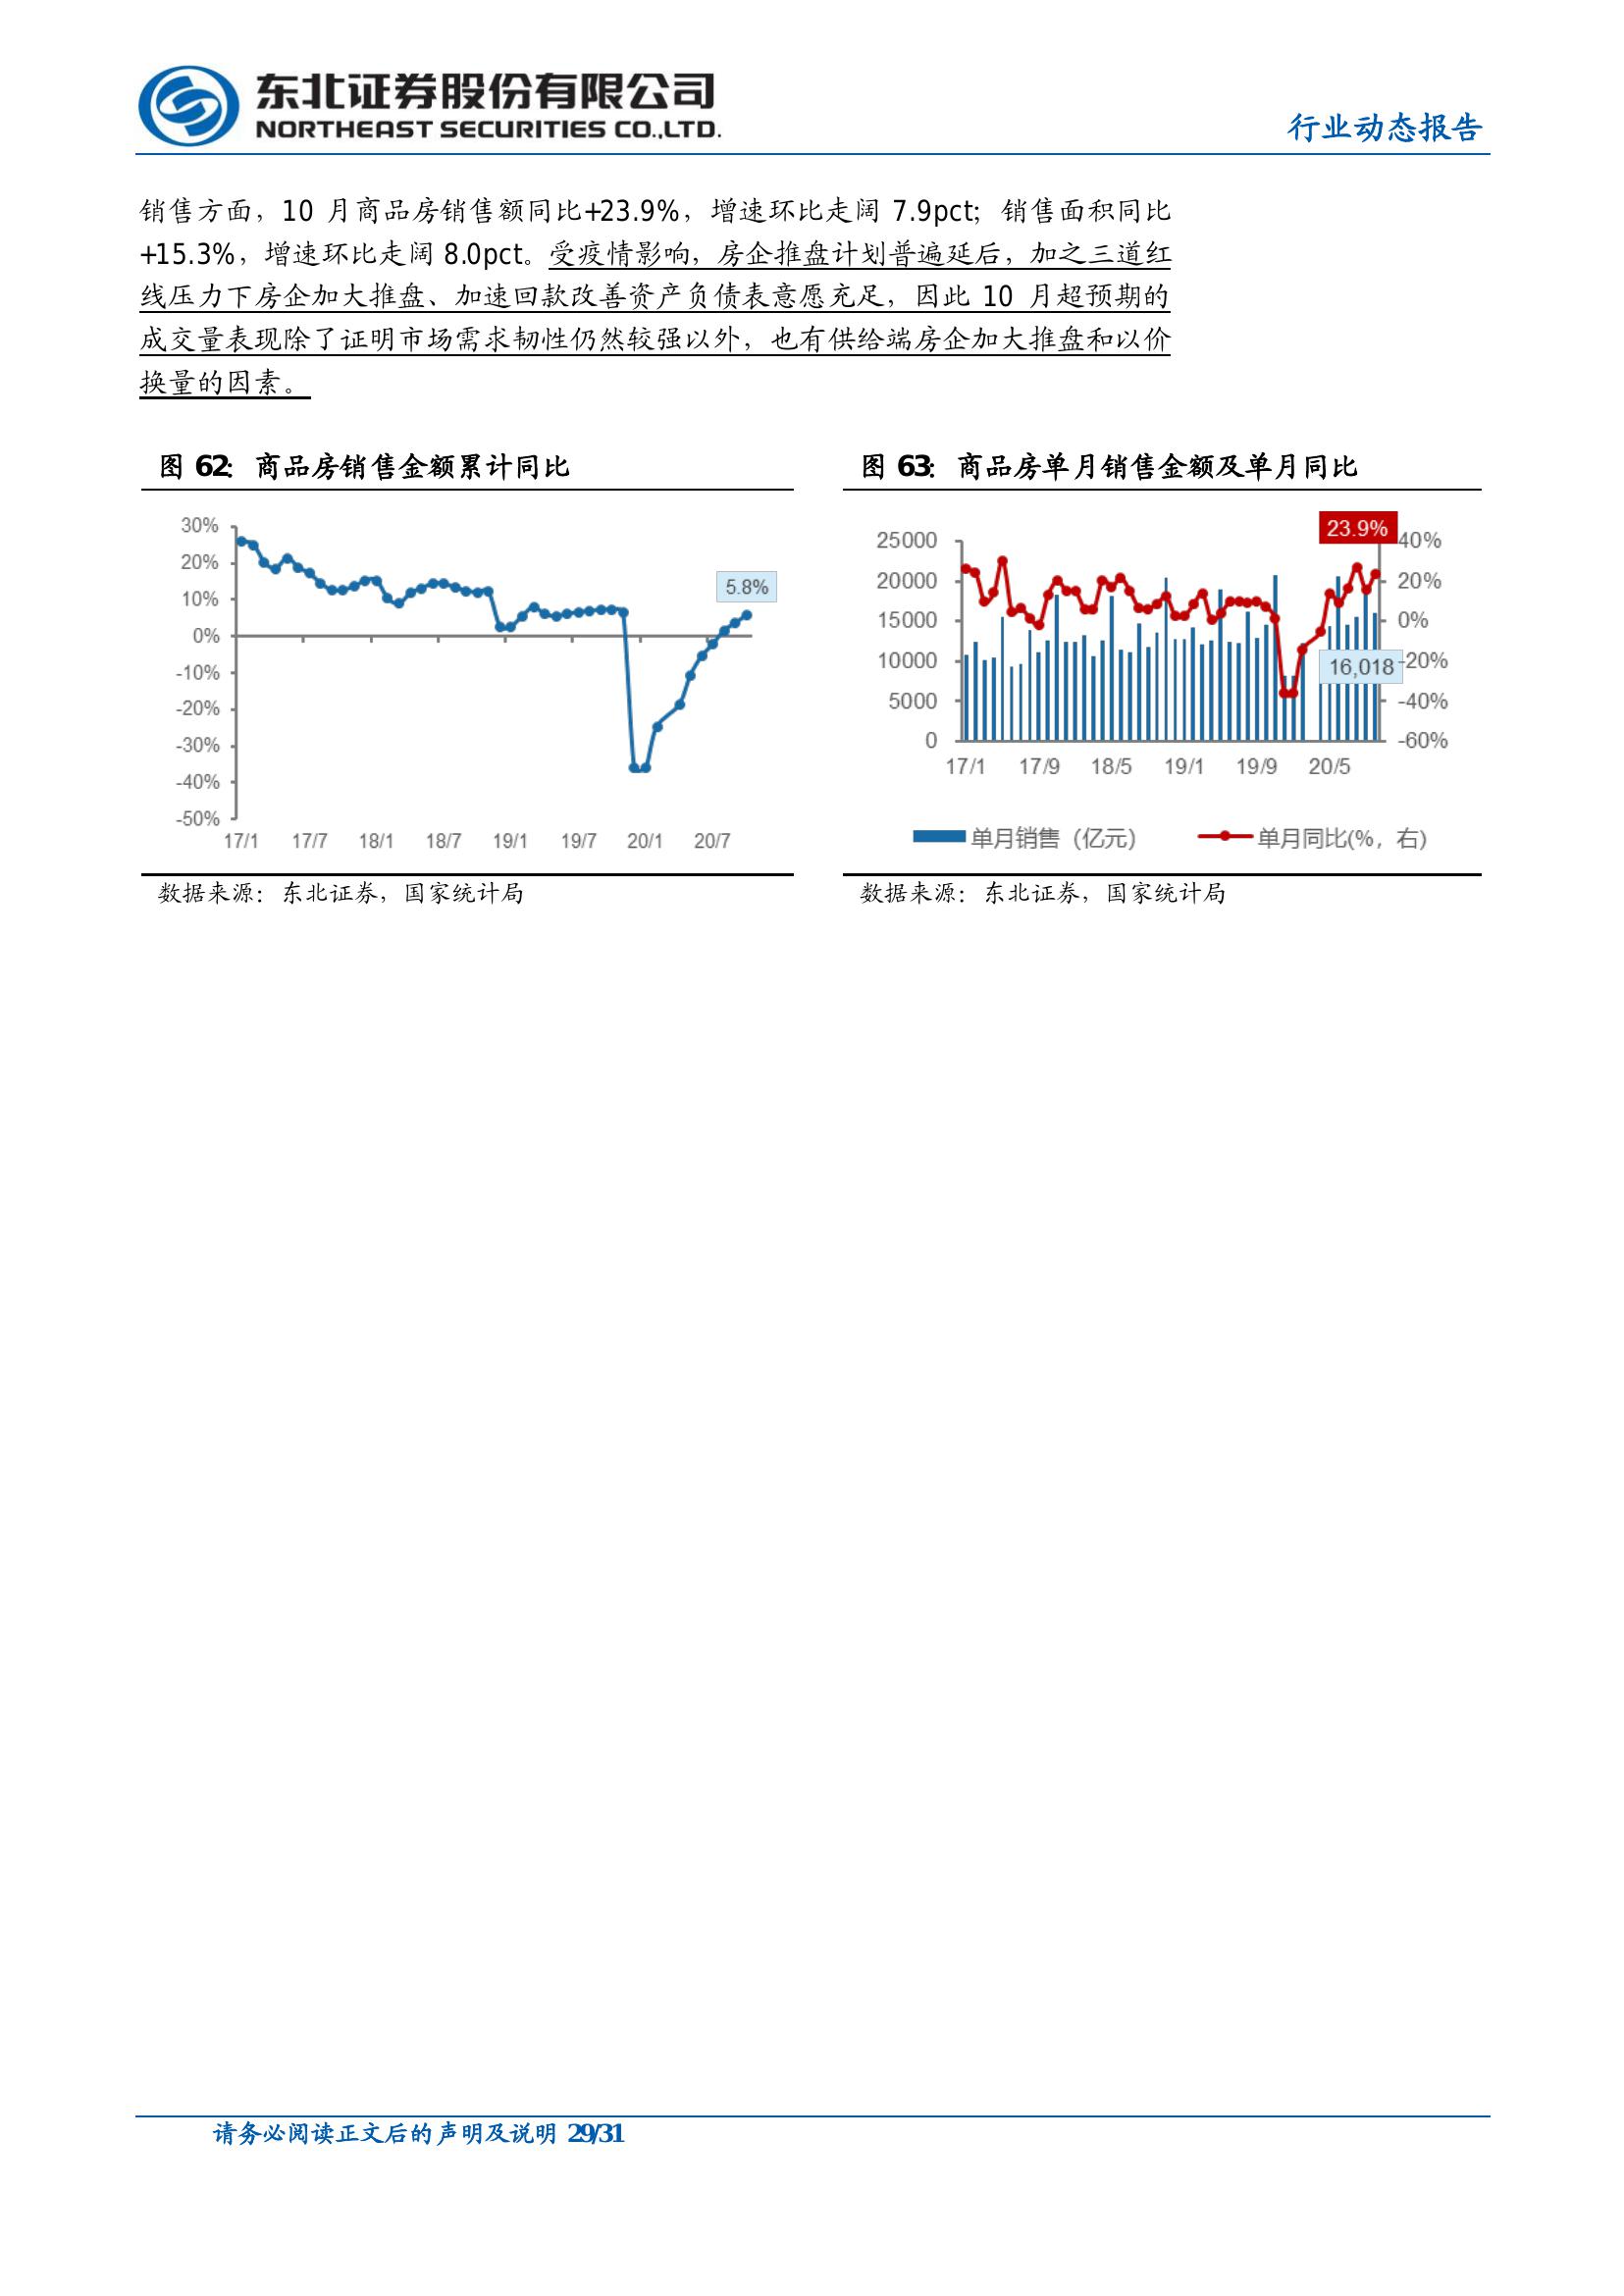 东北证券股份有限公司
NORTHEAST SECURITIES CO.,LTD.
行业动态报告
销售方面，10 月商品房销售额同比+23.9%，增速环比走阔 7.9pct；销售面积同比
+15.3%，增速环比走阔 8.0pct。受疫情影响，房企推盘计划普遍延后，加之三道红
线压力下房企加大推盘、加速回款改善资产负债表意愿充足，因此 10 月超预期的
成交量表现除了证明市场需求韧性仍然较强以外，也有供给端房企加大推盘和以价
换量的因素。
图 62：商品房销售金额累计同比
30%
20%
10%
0%
-10%
-20%
-30%
-40%
-50%
5.8%
17/1 17/7 18/1 18/7 19/1 19/7 20/1 20/7
数据来源：东北证券，国家统计局
图 63：商品房单月销售金额及单月同比
23.9%
25000
20000
15000
10000
5000
0
40%
20%
0%
-20%
-40%
-60%
16,018
17/1 17/9 18/5 19/1 19/9 20/5
单月销售（亿元） 单月同比(%，右)
数据来源：东北证券，国家统计局
请务必阅读正文后的声明及说明 29/31